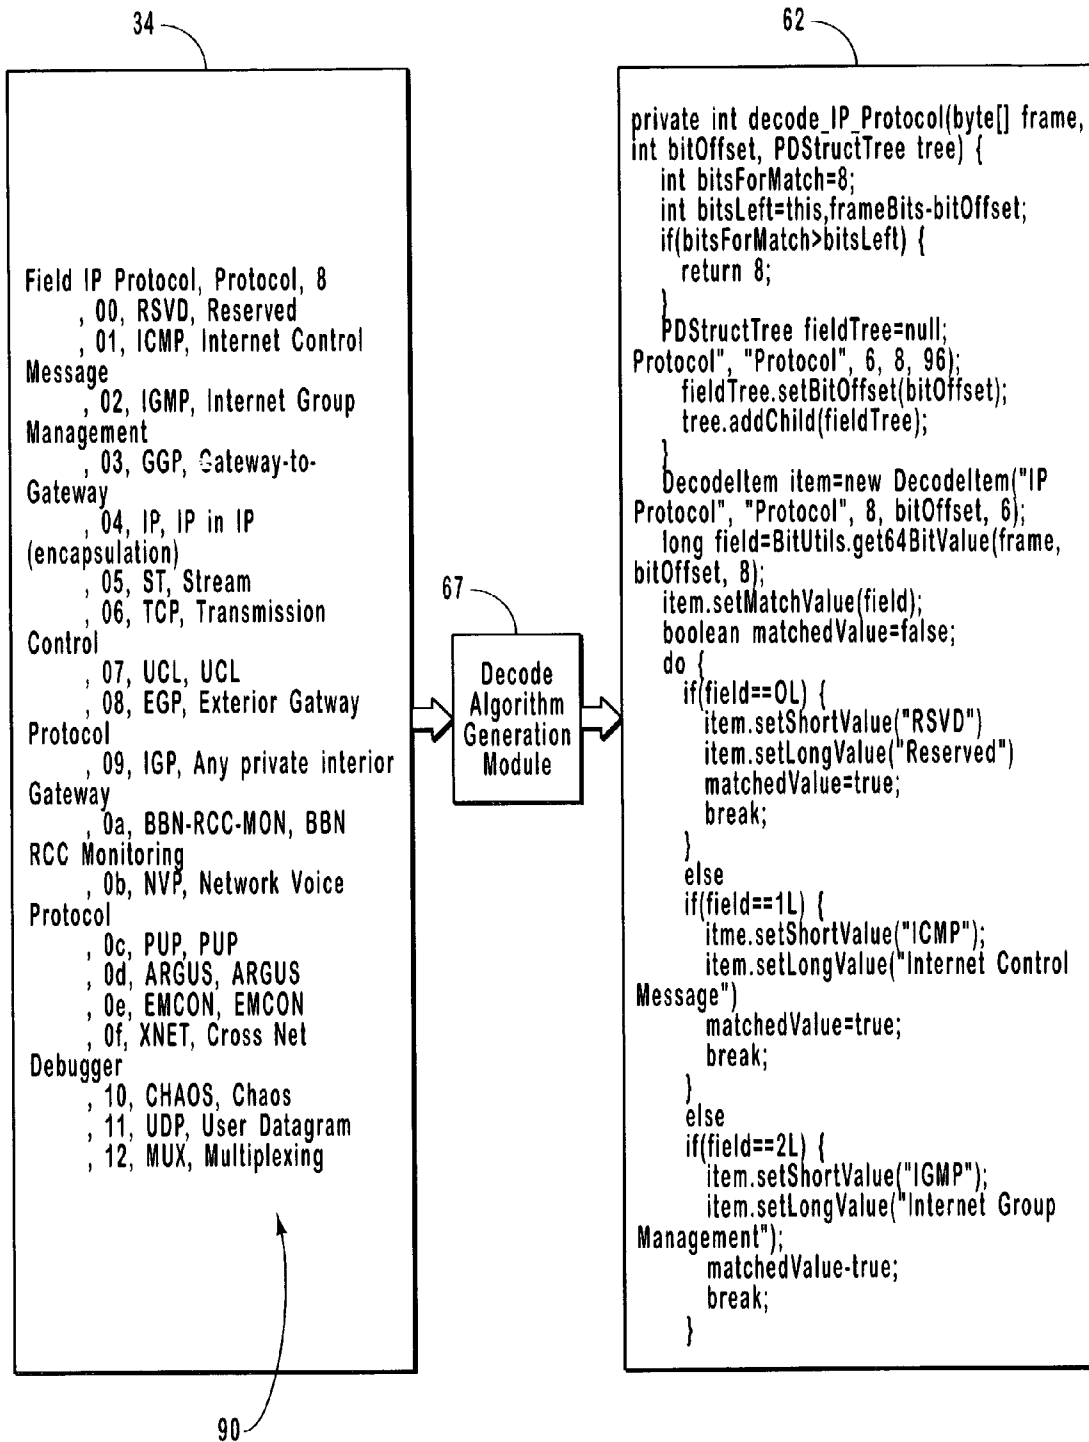 34
62
Field IP Protocol, Protocol, 8
, 00, RSVD, Reserved
, 01, ICMP, Internet Control
Message
, 02, IGMP, Internet Group
Management
, 03, GGP, Gateway-to-
Gateway
, 04, IP, IP in IP
(encapsulation)
, 05, ST, Stream
, 06, TCP, Transmission
Control
, 07, UCL, UCL
, 08, EGP, Exterior Gatway
Protocol
, 09, IGP, Any private interior
Gateway
, 0a, BBN-RCC-MON, BBN
RCC Monitoring
, 0b, NVP, Network Voice
Protocol
, 0c, PUP, PUP
, 0d, ARGUS, ARGUS
, 0e, EMCON, EMCON
, 0f, XNET, Cross Net
Debugger
, 10, CHAOS, Chaos
, 11, UDP, User Datagram
, 12, MUX, Multiplexing
90
67
Decode
Algorithm
Generation
Module
private int decode_IP_Protocol(byte[] frame,
int bitOffset, PDStructTree tree) {
int bitsForMatch=8;
int bitsLeft=this,frameBits-bitOffset;
if(bitsForMatch>bitsLeft) {
return 8;
}
PDStructTree fieldTree=null;
Protocol", "Protocol", 6, 8, 96);
fieldTree.setBitOffset(bitOffset);
tree.addChild(fieldTree);
}
DecodeItem item=new DecodeItem("IP
Protocol", "Protocol", 8, bitOffset, 6);
long field=BitUtils.get64BitValue(frame,
bitOffset, 8);
item.setMatchValue(field);
boolean matchedValue=false;
do {
if(field==0L) {
item.setShortValue("RSVD")
item.setLongValue("Reserved")
matchedValue=true;
break;
}
else
if(field==1L) {
itme.setShortValue("ICMP");
item.setLongValue("Internet Control
Message")
matchedValue=true;
break;
}
else
if(field==2L) {
item.setShortValue("IGMP");
item.setLongValue("Internet Group
Management");
matchedValue-true;
break;
}